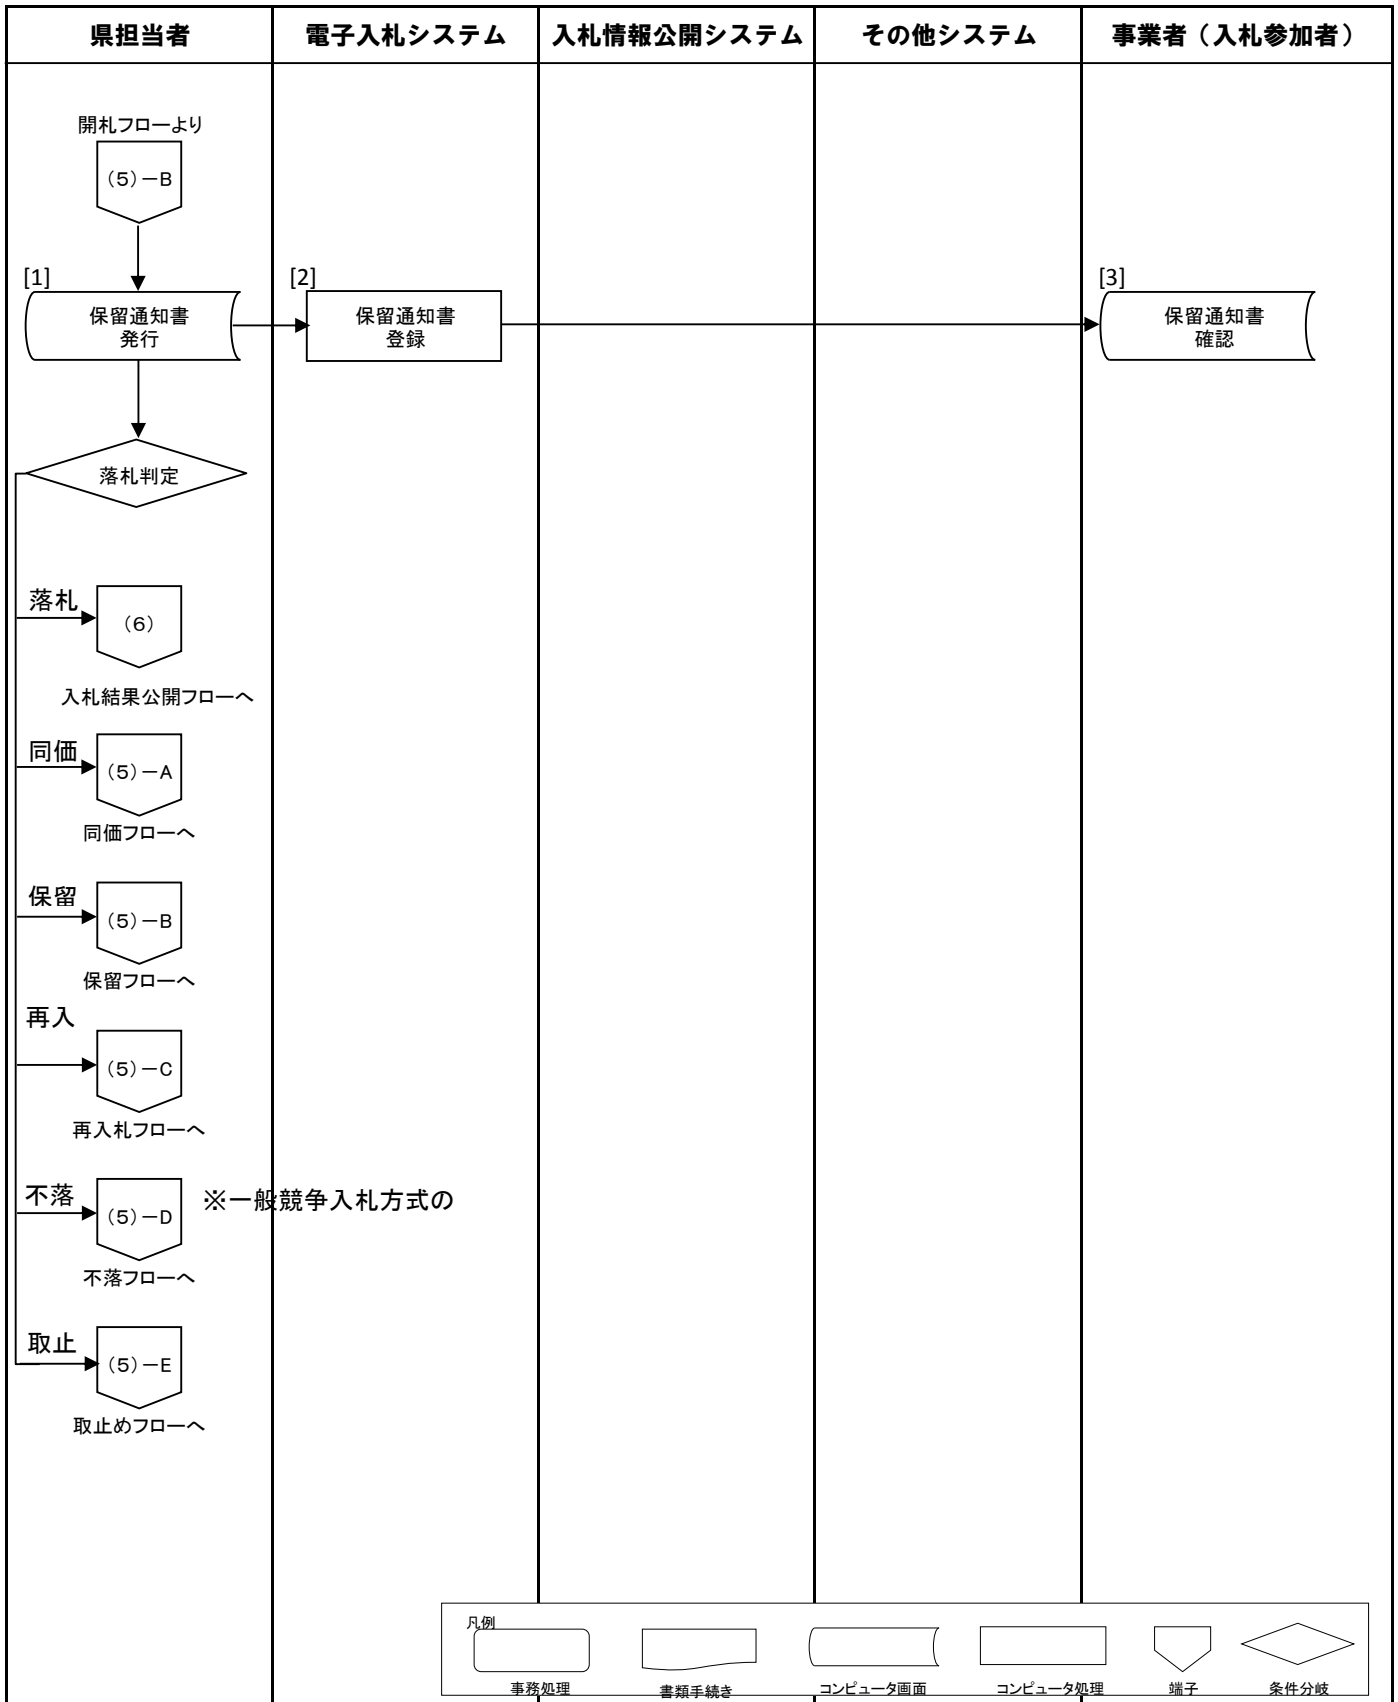 県担当者
電子入札システム
入札情報公開システム
その他システム
事業者（入札参加者）
開札フローより
（5）－B
[1]
保留通知書
発行
[2]
保留通知書
登録
[3]
保留通知書
確認
落札判定
落札
（6）
入札結果公開フローへ
同価
（5）－A
同価フローへ
保留
（5）－B
保留フローへ
再入
（5）－C
再入札フローへ
不落
（5）－D
※一般競争入札方式の
不落フローへ
取止
（5）－E
取止めフローへ
凡例
事務処理
書類手続き
コンピュータ画面
コンピュータ処理
端子
条件分岐